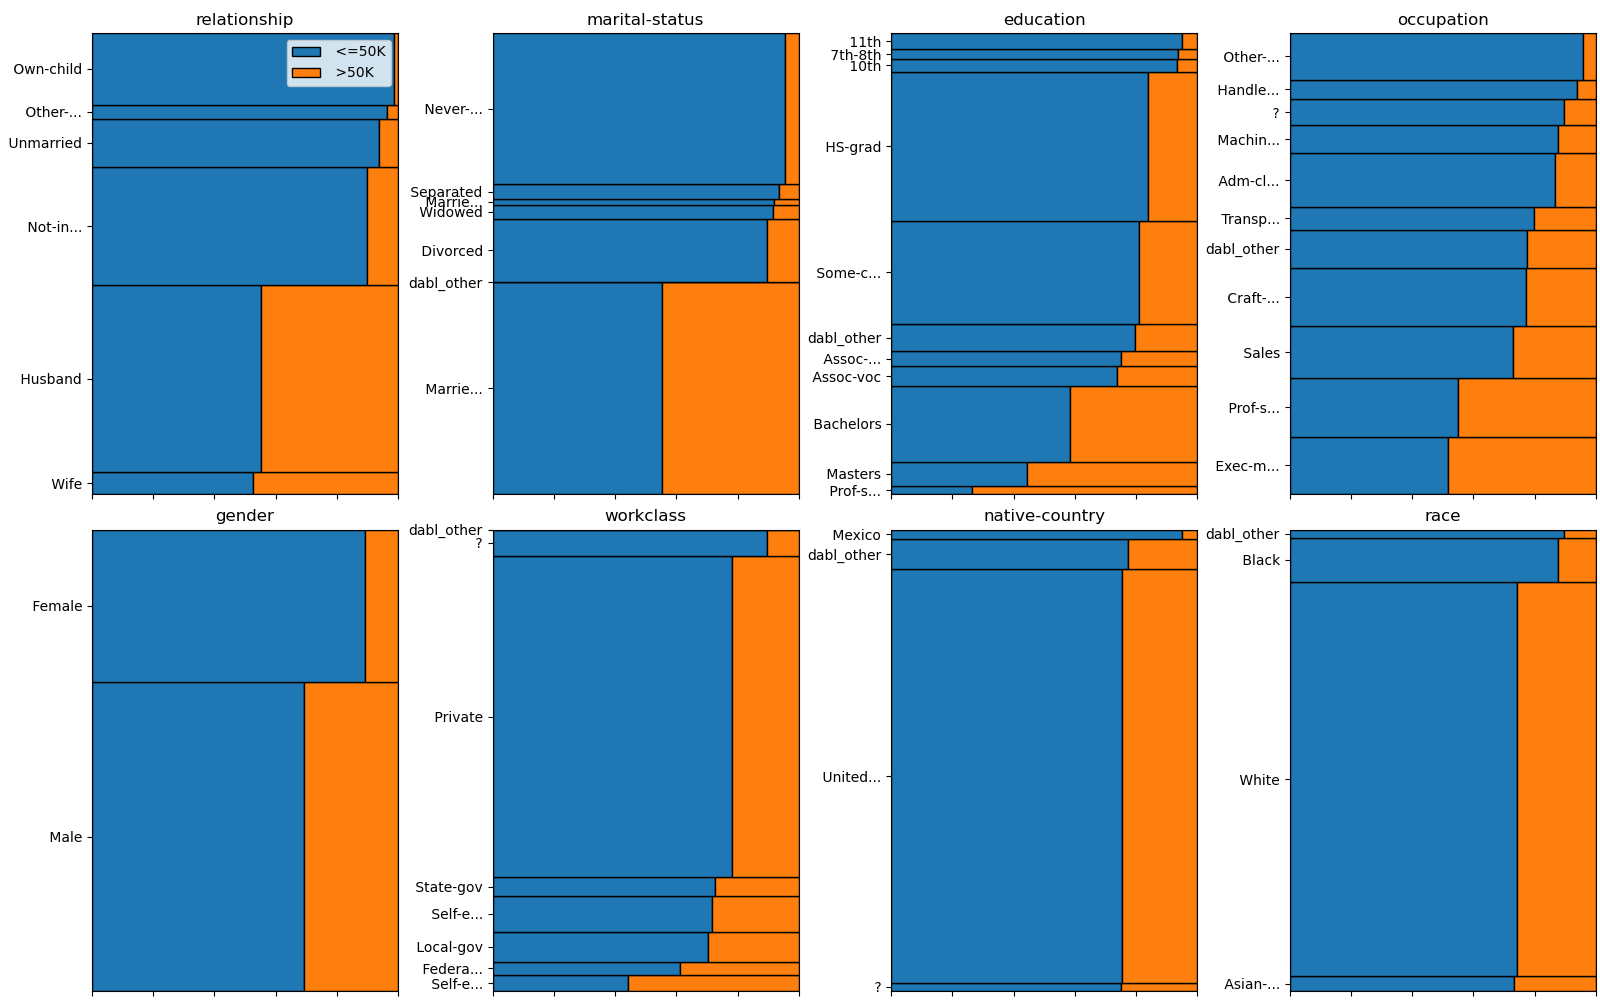 relationship
<=50K
>50K
Own-child
Other-...
Unmarried
Not-in...
Husband
Wife
marital-status
Never-...
Separated
Marrie...
Widowed
Divorced
dabl_other
Marrie...
education
11th
7th-8th
10th
HS-grad
Some-c...
dabl_other
Assoc-...
Assoc-voc
Bachelors
Masters
Prof-s...
occupation
Other-...
Handle...
?
Machin...
Adm-cl...
Transp...
dabl_other
Craft-...
Sales
Prof-s...
Exec-m...
gender
Female
Male
workclass
dabl_other
?
Private
State-gov
Self-e...
Local-gov
Federa...
Self-e...
native-country
Mexico
dabl_other
United...
?
race
dabl_other
Black
White
Asian-...